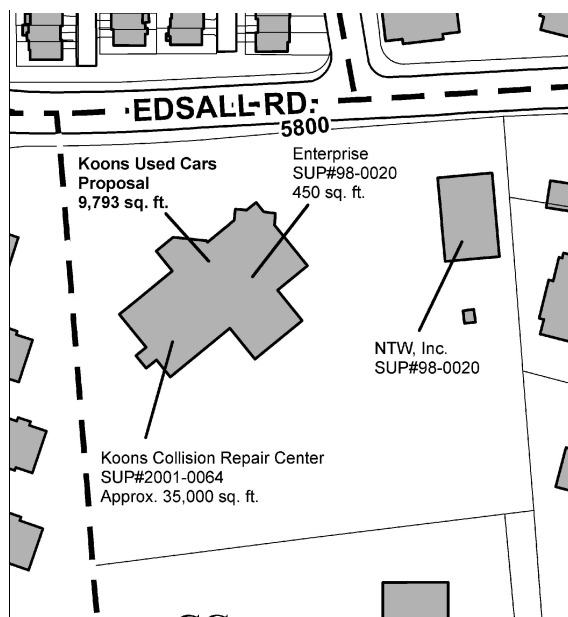 EDSALL RD.
5800
Koons Used Cars
Proposal
9,793 sq. ft.
Enterprise
SUP#98-0020
450 sq. ft.
NTW, Inc.
SUP#98-0020
Koons Collision Repair Center
SUP#2001-0064
Approx. 35,000 sq. ft.